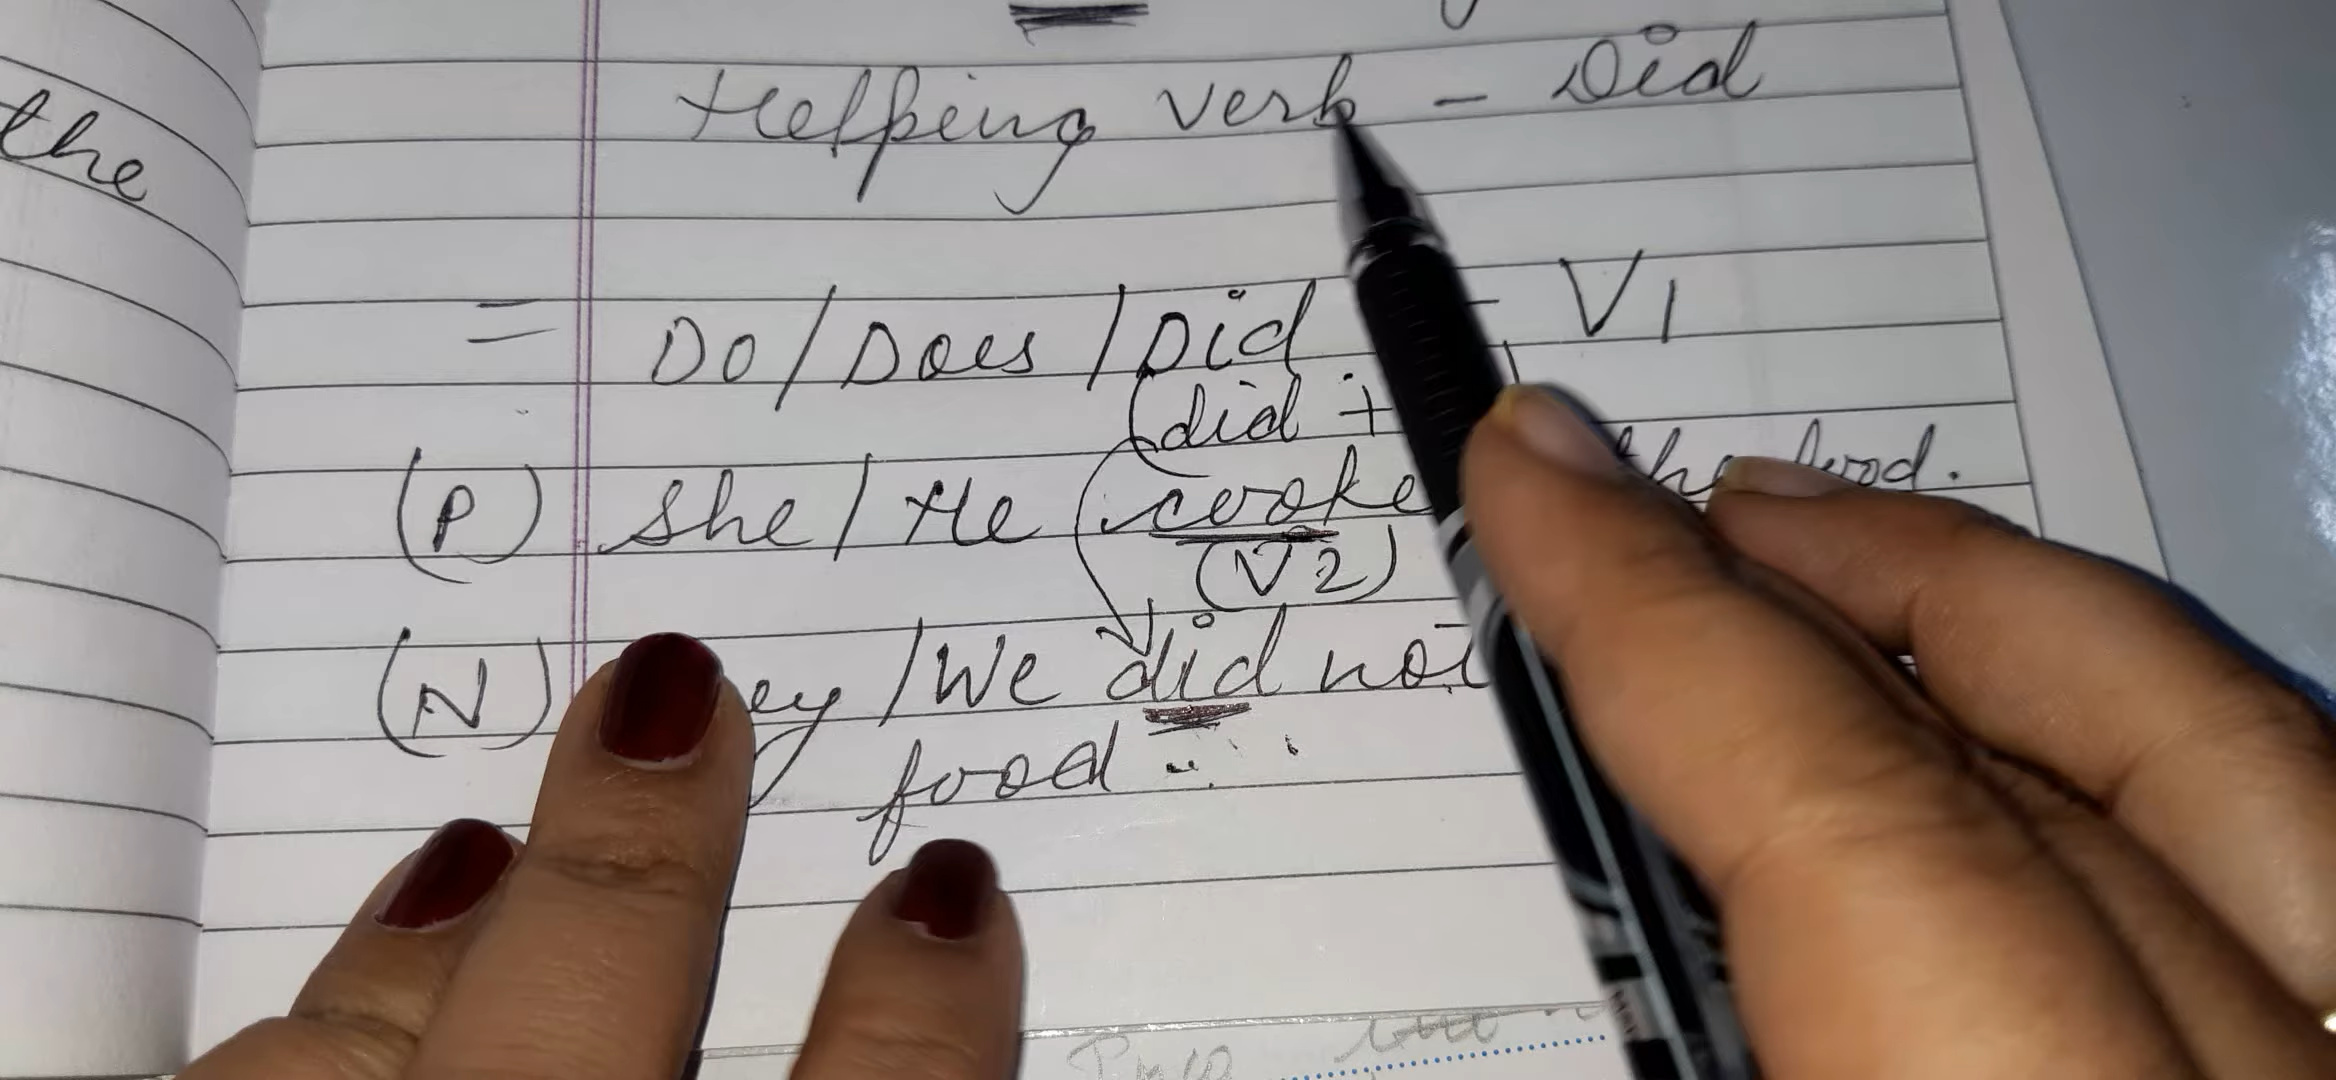 the
Helping verb - Did
= Do/Does/Did - V1
(did +
(P) She/He cooke the food.
(V2)
(N) ey/We did not
food